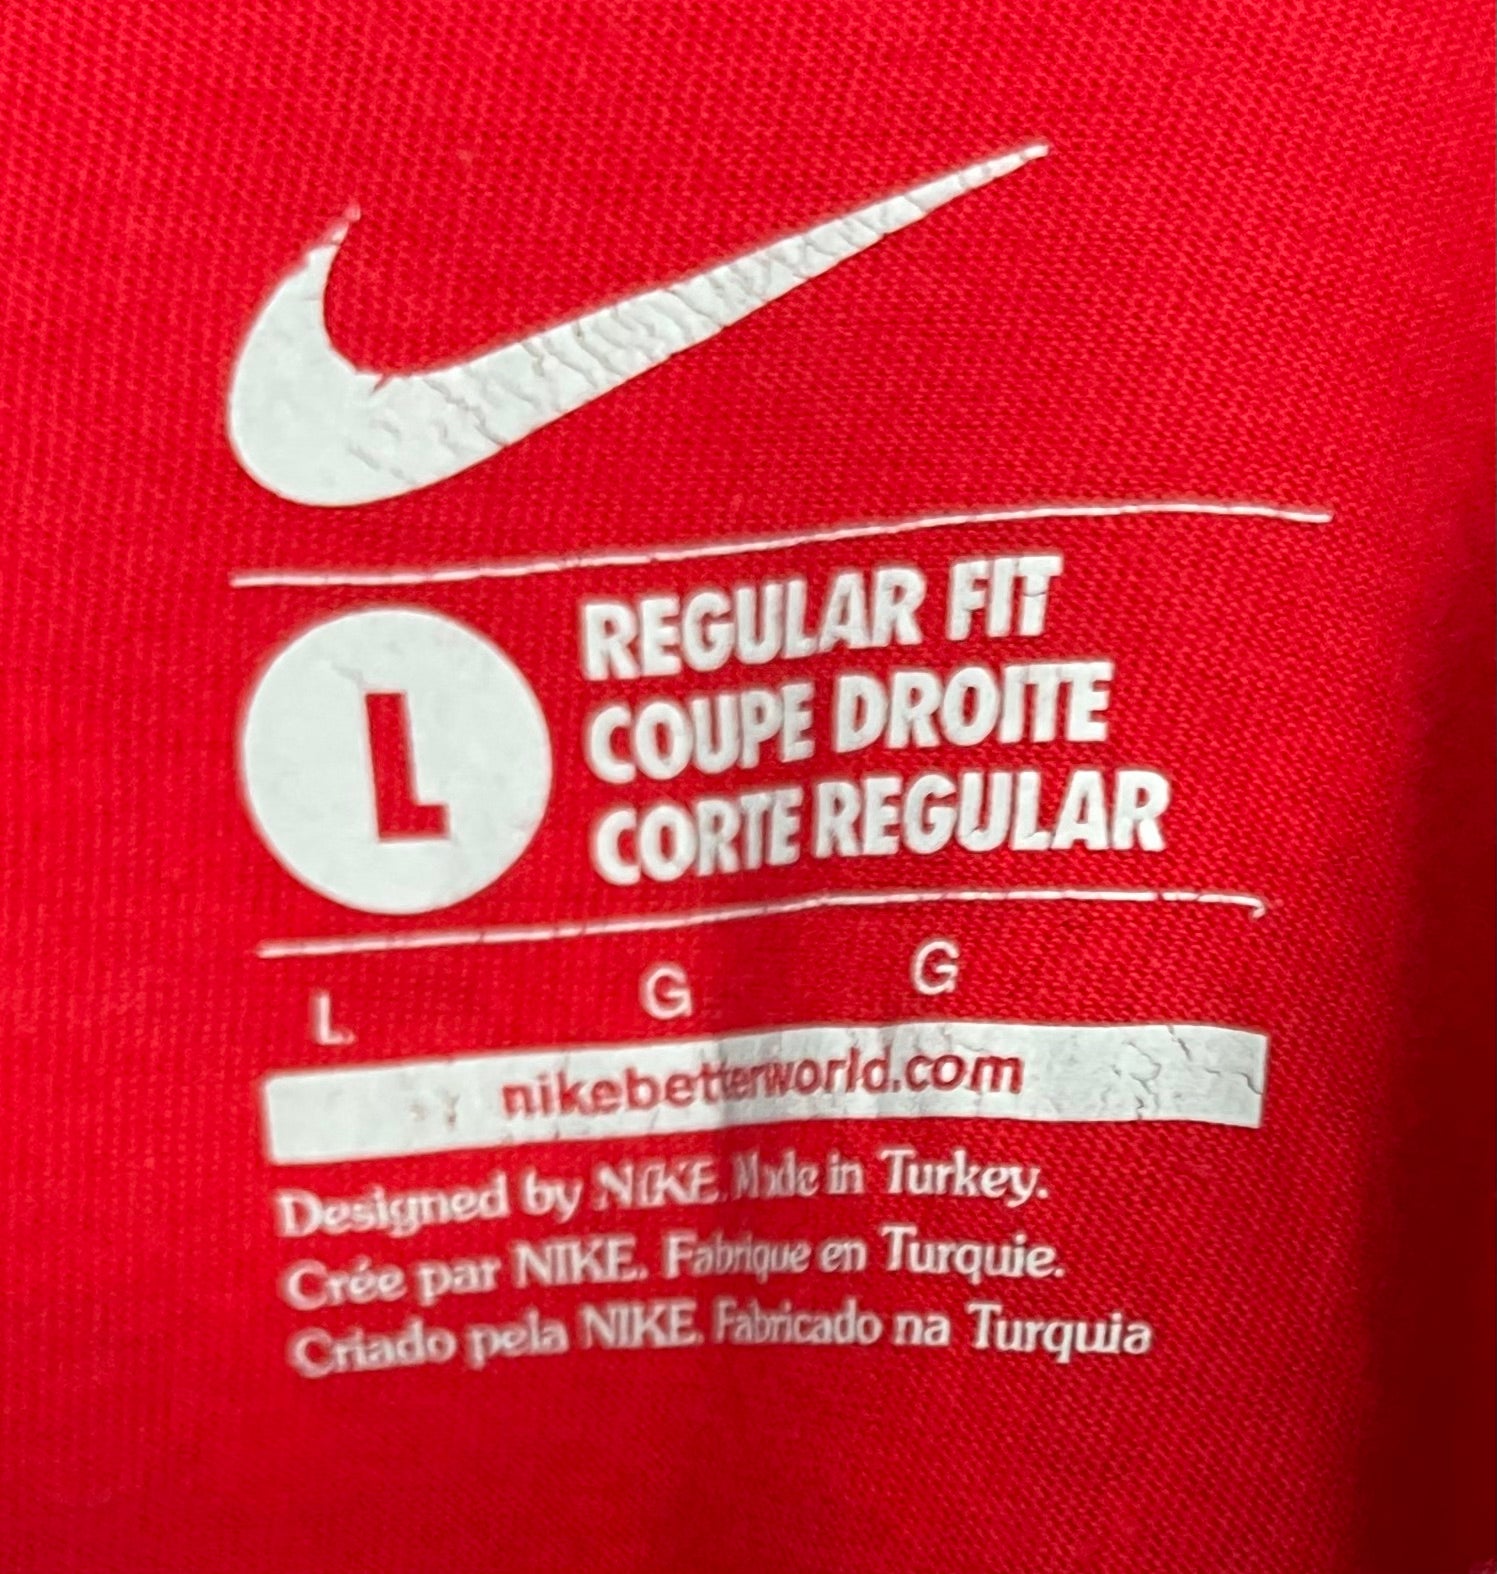 L
REGULAR FIT
COUPE DROITE
CORTE REGULAR
L G G
nikebetterworld.com
Designed by NIKE. Made in Turkey.
Crée par NIKE. Fabrique en Turquie.
Criado pela NIKE. Fabricado na Turquia